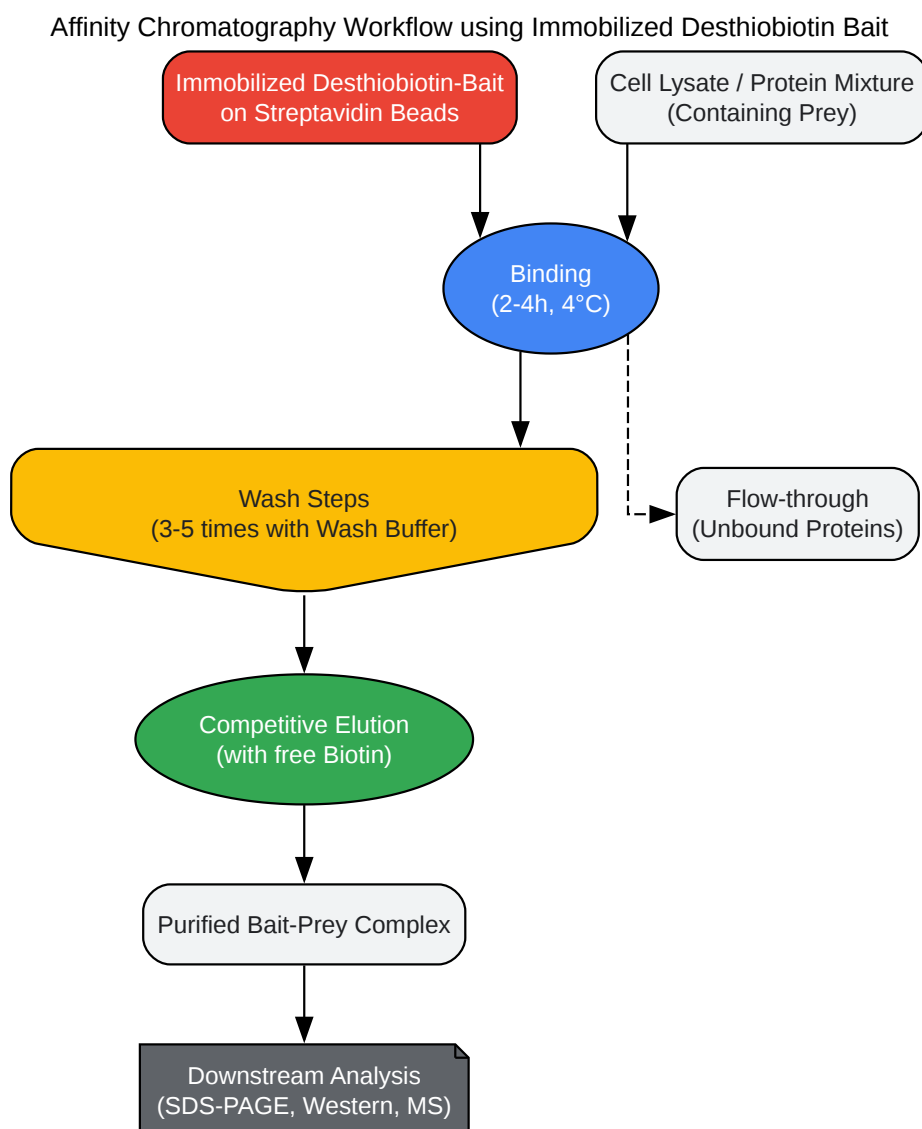 Affinity Chromatography Workflow using Immobilized Desthiobiotin Bait
Immobilized Desthiobiotin-Bait
on Streptavidin Beads
Cell Lysate / Protein Mixture
(Containing Prey)
Binding
(2-4h, 4°C)
Wash Steps
(3-5 times with Wash Buffer)
Flow-through
(Unbound Proteins)
Competitive Elution
(with free Biotin)
Purified Bait-Prey Complex
Downstream Analysis
(SDS-PAGE, Western, MS)